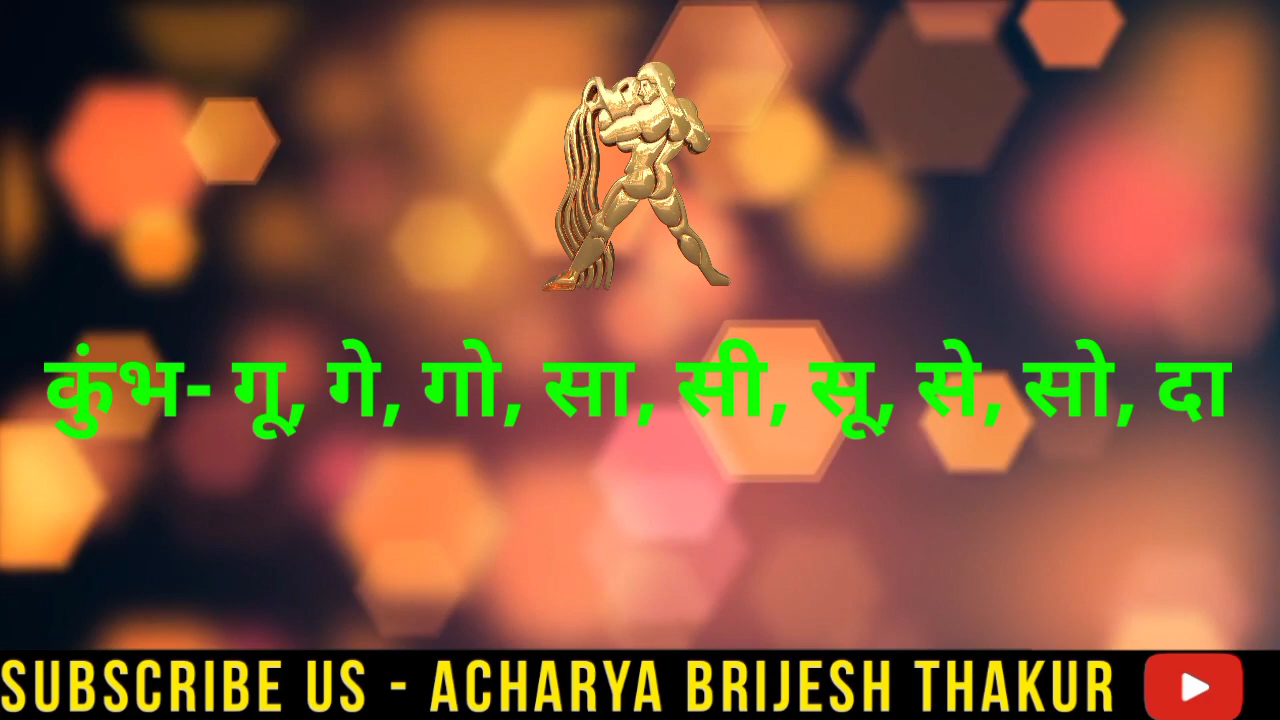 कुंभ- गू, गे, गो, सा, सी, सू, से, सो, दा
SUBSCRIBE US - ACHARYA BRIJESH THAKUR